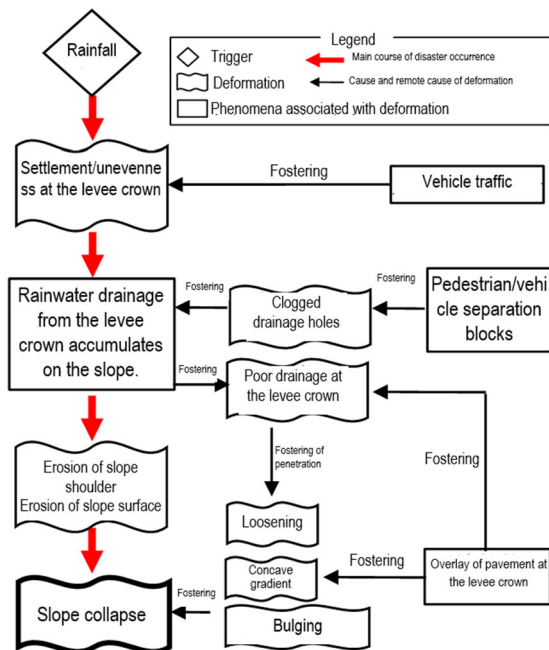 Rainfall
Legend
Trigger
Main course of disaster occurrence
Deformation
Cause and remote cause of deformation
Phenomena associated with deformation
Settlement/unevenne
ss at the levee crown
Fostering
Vehicle traffic
Rainwater drainage
from the levee
crown accumulates
on the slope.
Fostering
Clogged
drainage holes
Fostering
Pedestrian/vehi
cle separation
blocks
Fostering
Poor drainage at
the levee crown
Fostering of
penetration
Fostering
Erosion of slope
shoulder
Erosion of slope surface
Loosening
Concave
gradient
Fostering
Overlay of pavement at
the levee crown
Slope collapse
Fostering
Bulging